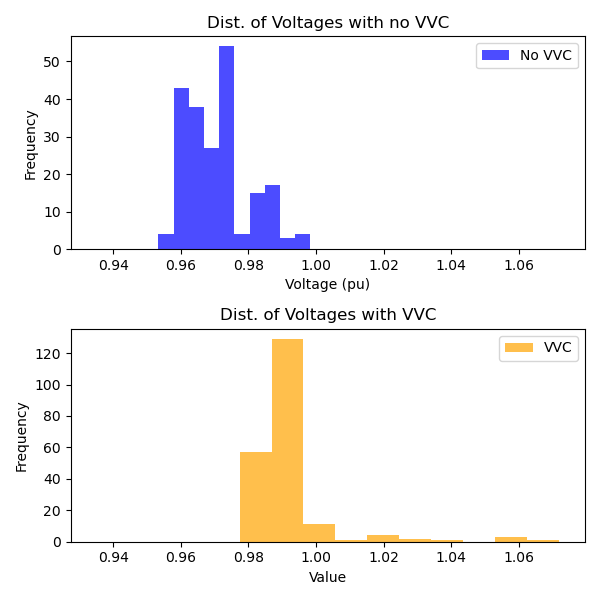 Dist. of Voltages with no VVC
No VVC
Frequency
50
40
30
20
10
0
0.94 0.96 0.98 1.00 1.02 1.04 1.06
Voltage (pu)
Dist. of Voltages with VVC
VVC
Frequency
120
100
80
60
40
20
0
0.94 0.96 0.98 1.00 1.02 1.04 1.06
Value